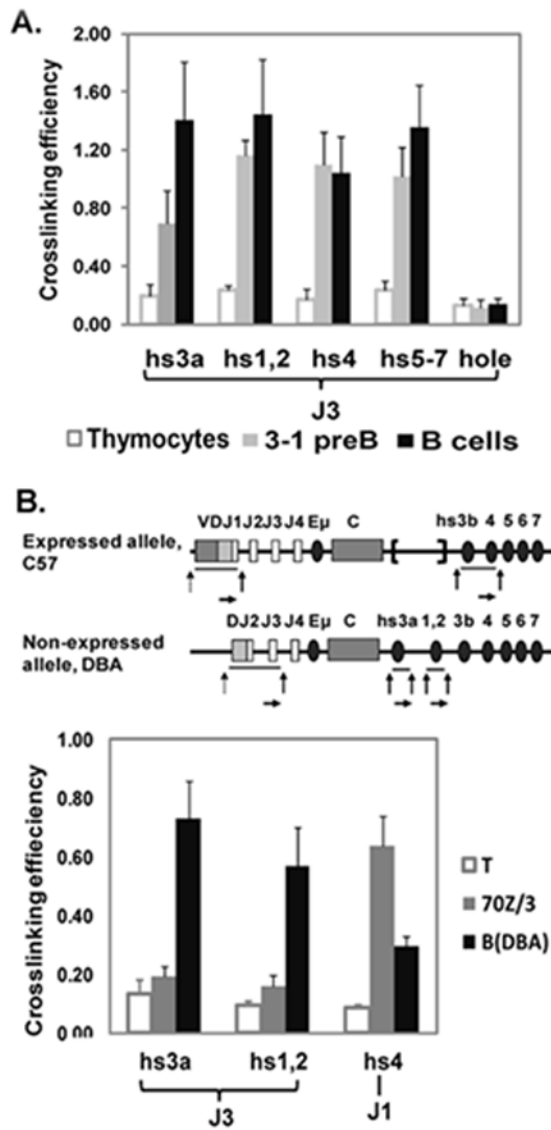 A.
Crosslinking efficiency
2.00
1.60
1.20
0.80
0.40
0.00
hs3a hs1,2 hs4 hs5-7 hole
J3
Thymocytes 3-1 preB B cells
B.
VDJ1 J2 J3 J4 Eμ C hs3b 4 5 6 7
Expressed allele,
C57
DJ2 J3 J4 Eμ C hs3a 1,2 3b 4 5 6 7
Non-expressed
allele, DBA
Crosslinking effieciency
1.00
0.80
0.60
0.40
0.20
0.00
T
70Z/3
B(DBA)
hs3a hs1,2 hs4
J3 J1